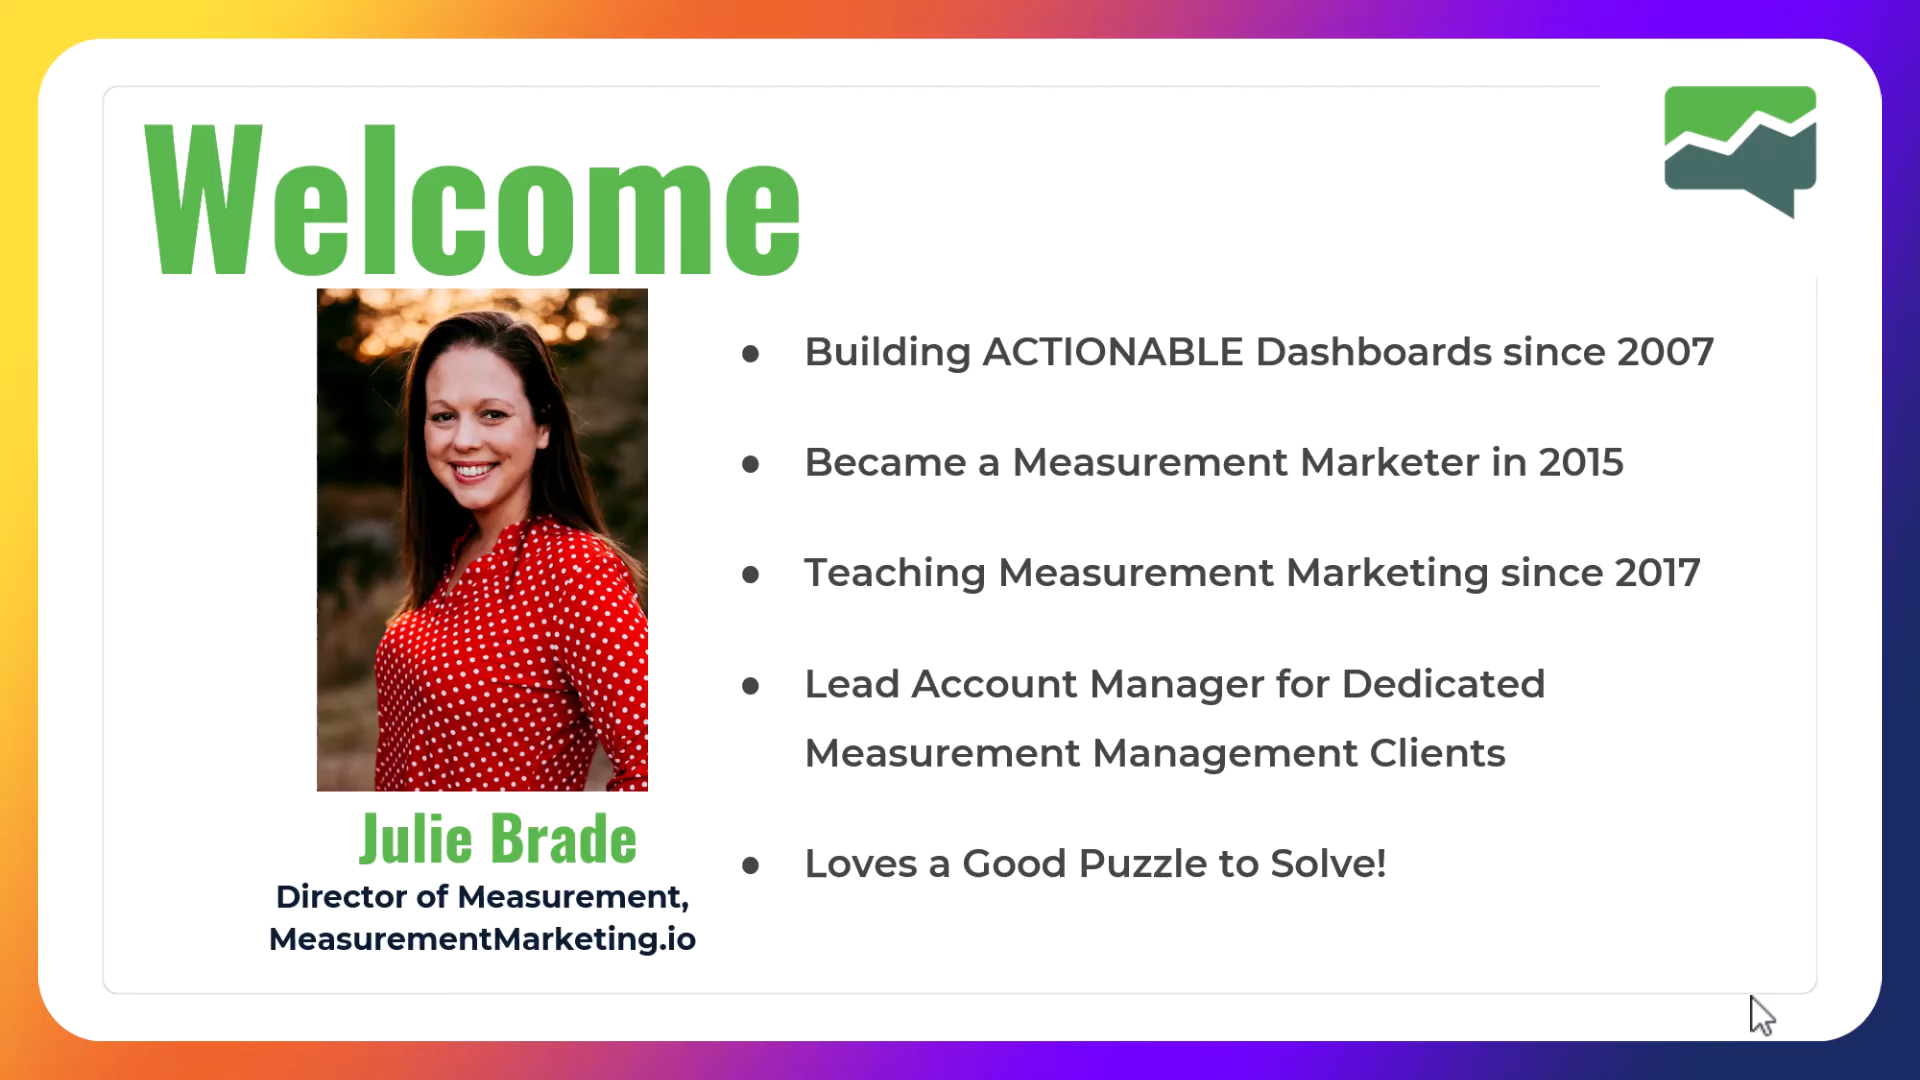 Welcome
Julie Brade
Director of Measurement,
MeasurementMarketing.io
● Building ACTIONABLE Dashboards since 2007
● Became a Measurement Marketer in 2015
● Teaching Measurement Marketing since 2017
● Lead Account Manager for Dedicated
Measurement Management Clients
● Loves a Good Puzzle to Solve!